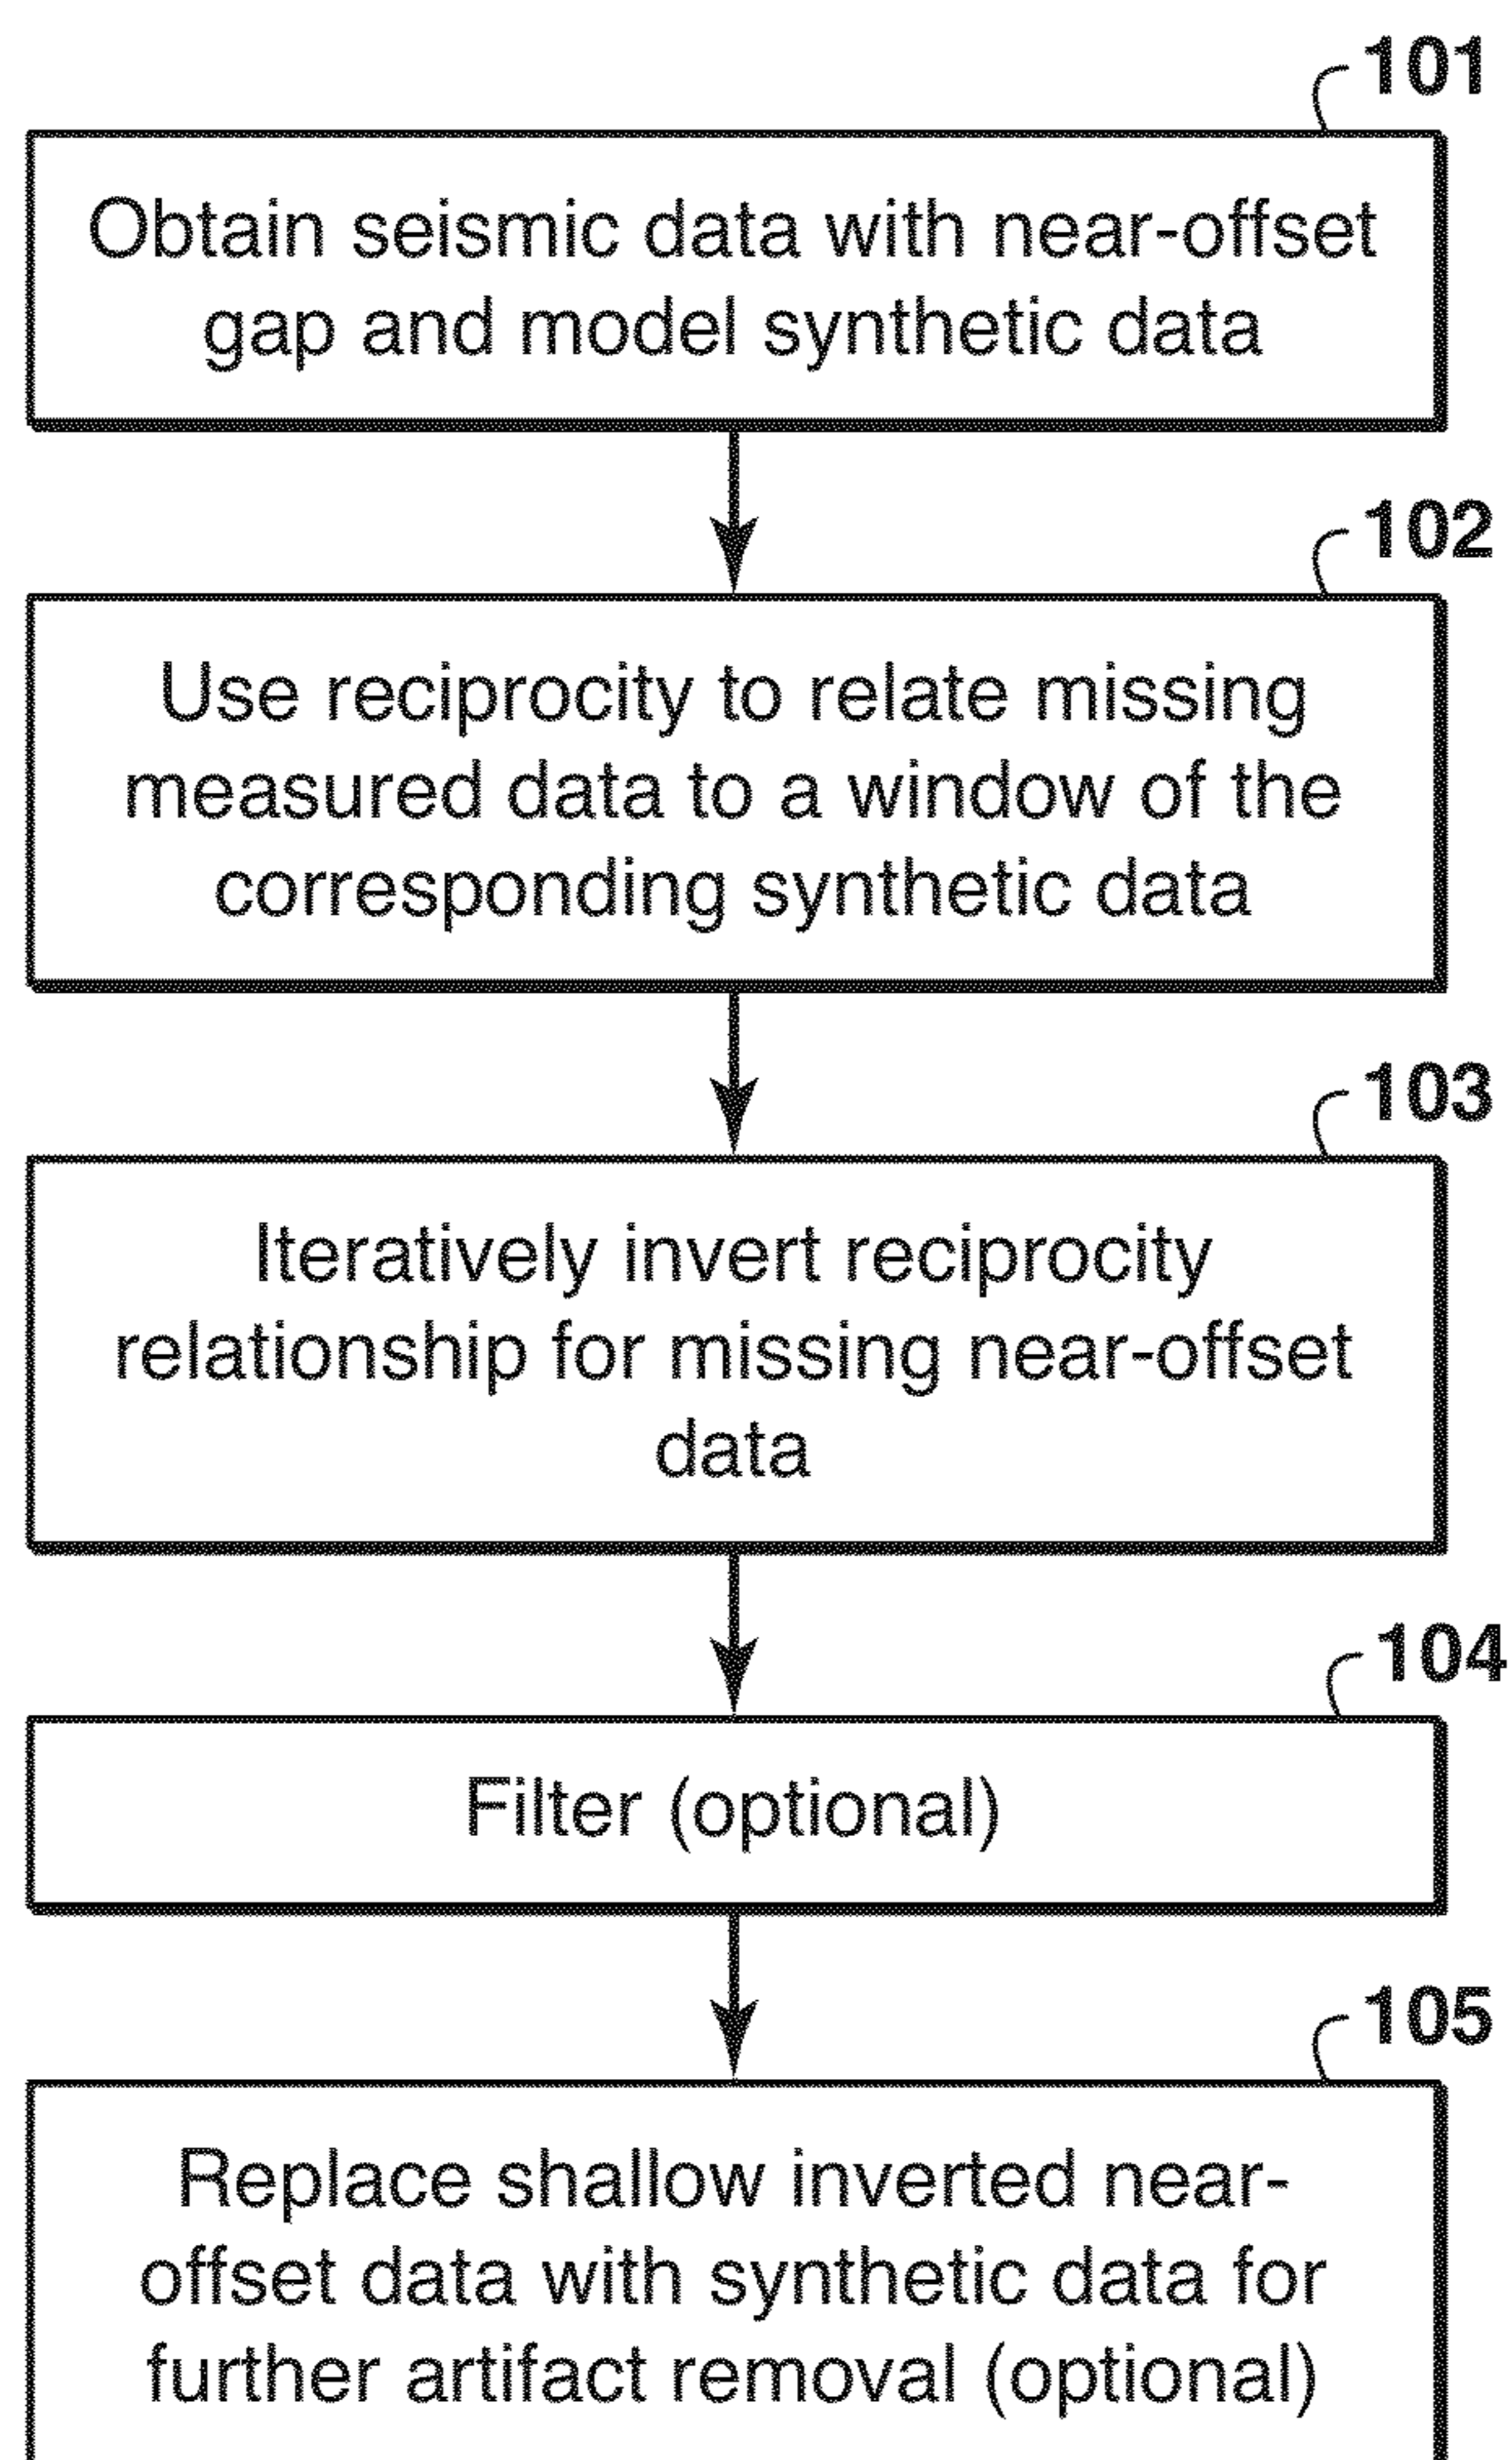 101
Obtain seismic data with near-offset
gap and model synthetic data
102
Use reciprocity to relate missing
measured data to a window of the
corresponding synthetic data
103
Iteratively invert reciprocity
relationship for missing near-offset
data
104
Filter (optional)
105
Replace shallow inverted near-
offset data with synthetic data for
further artifact removal (optional)